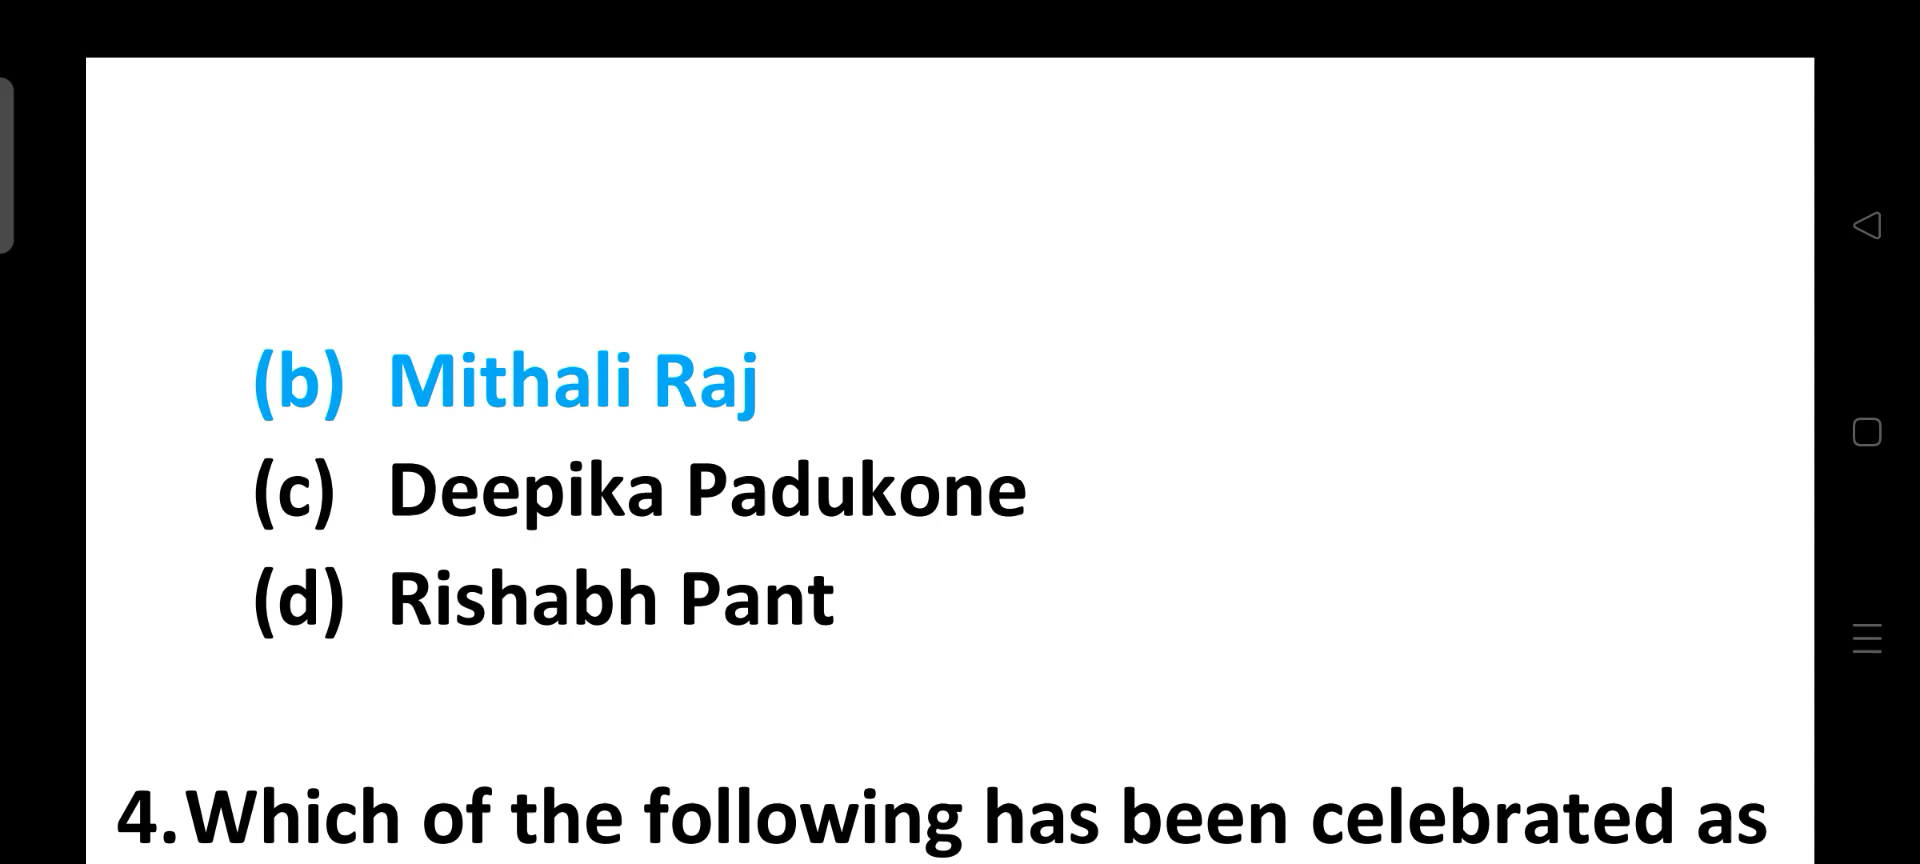 (b) Mithali Raj
(c) Deepika Padukone
(d) Rishabh Pant
4.Which of the following has been celebrated as